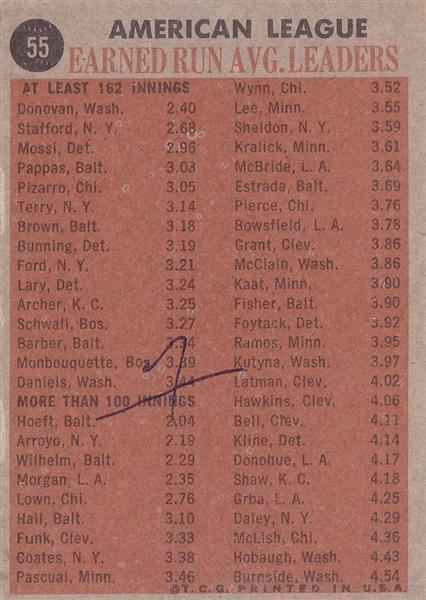 55
AMERICAN LEAGUE
EARNED RUN AVG. LEADERS
AT LEAST 162 INNINGS
Donovan, Wash. 2.40
Stafford, N. Y. 2.68
Mossi, Det. 2.96
Pappas, Balt. 3.03
Pizarro, Chi. 3.05
Terry, N. Y. 3.14
Brown, Balt. 3.18
Bunning, Det. 3.19
Ford, N. Y. 3.21
Lary, Det. 3.24
Archer, K. C. 3.25
Schwall, Bos. 3.27
Barber, Balt. 3.34
Monbouquette, Bos. 3.39
Daniels, Wash. 3.44
MORE THAN 100 INNINGS
Hoeft, Balt. 2.04
Arroyo, N. Y. 2.19
Wilhelm, Balt. 2.29
Morgan, L. A. 2.35
Lown, Chi. 2.76
Hall, Balt. 3.10
Funk, Clev. 3.33
Coates, N. Y. 3.38
Pascual, Minn. 3.46
Wynn, Chi. 3.52
Lee, Minn. 3.55
Sheldon, N. Y. 3.59
Kralick, Minn. 3.61
McBride, L. A. 3.64
Estrada, Balt. 3.69
Pierce, Chi. 3.76
Bowsfield, L. A. 3.78
Grant, Clev. 3.86
McClain, Wash. 3.86
Kaat, Minn. 3.90
Fisher, Balt. 3.90
Foytack, Det. 3.92
Ramos, Minn. 3.95
Kutyna, Wash. 3.97
Latman, Clev. 4.02
Hawkins, Clev. 4.06
Bell, Clev. 4.11
Kline, Det. 4.14
Donohue, L. A. 4.17
Shaw, K. C. 4.18
Grba, L. A. 4.25
Daley, N. Y. 4.29
McLish, Chi. 4.36
Hobaugh, Wash. 4.43
Burnside, Wash. 4.54
© T. C. G. PRINTED IN U.S.A.